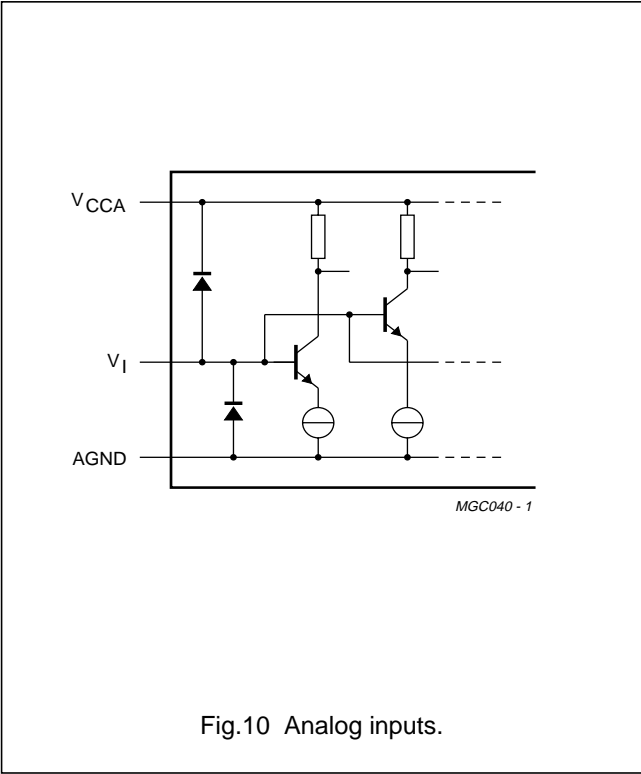 VCCA
VI
AGND
MGC040 - 1
Fig.10 Analog inputs.